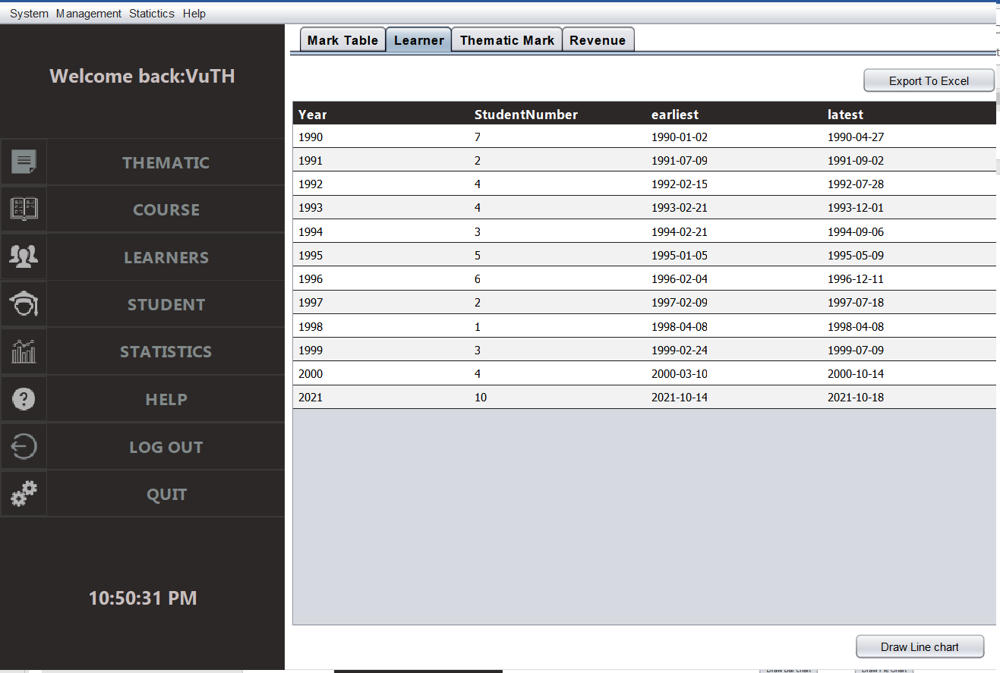 System Management Statictics Help
Welcome back:VuTH
THEMATIC
COURSE
LEARNERS
STUDENT
STATISTICS
HELP
LOG OUT
QUIT
10:50:31 PM
Mark Table Learner Thematic Mark Revenue
Export To Excel
Year StudentNumber earliest latest
1990 7 1990-01-02 1990-04-27
1991 2 1991-07-09 1991-09-02
1992 4 1992-02-15 1992-07-28
1993 4 1993-02-21 1993-12-01
1994 3 1994-02-21 1994-09-06
1995 5 1995-01-05 1995-05-09
1996 6 1996-02-04 1996-12-11
1997 2 1997-02-09 1997-07-18
1998 1 1998-04-08 1998-04-08
1999 3 1999-02-24 1999-07-09
2000 4 2000-03-10 2000-10-14
2021 10 2021-10-14 2021-10-18
Draw Line chart